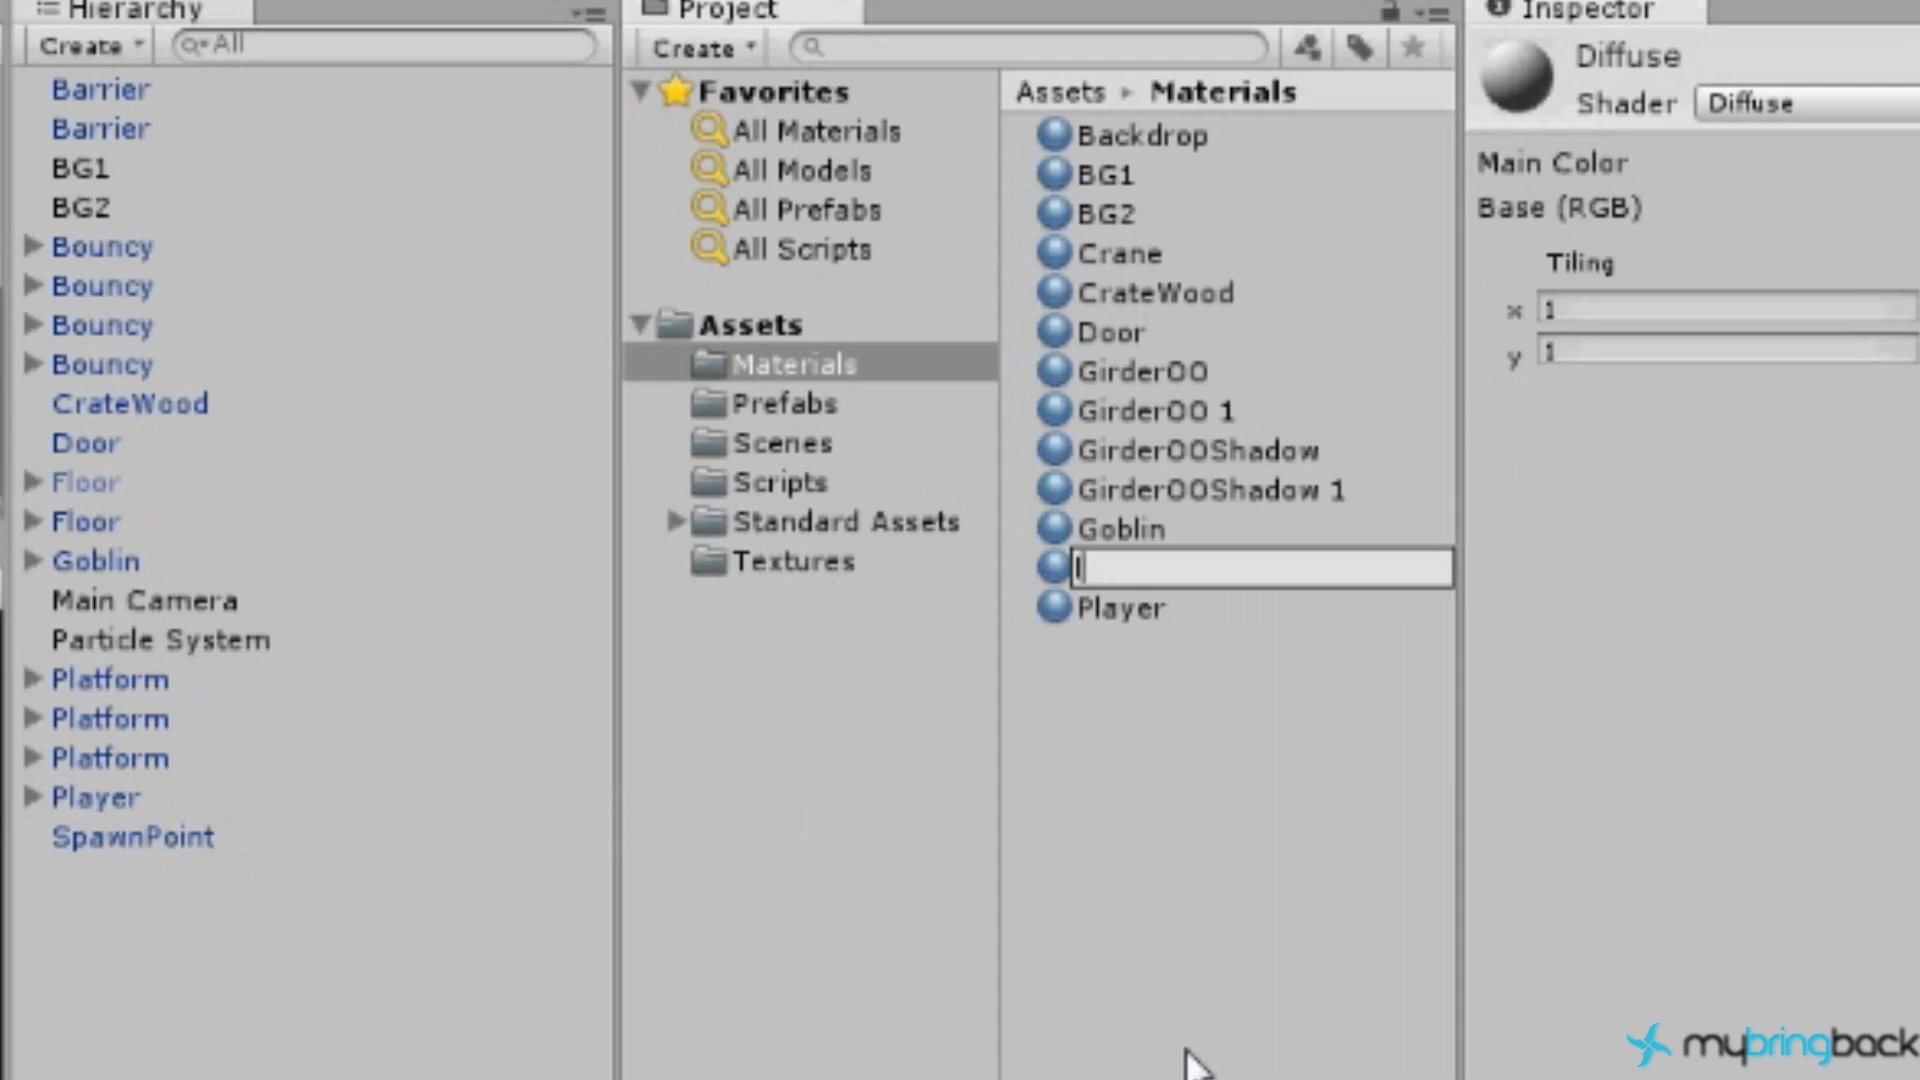 Hierarchy
Create
All
Barrier
Barrier
BG1
BG2
Bouncy
Bouncy
Bouncy
Bouncy
CrateWood
Door
Floor
Floor
Goblin
Main Camera
Particle System
Platform
Platform
Platform
Player
SpawnPoint
Project
Create
Favorites
All Materials
All Models
All Prefabs
All Scripts
Assets
Materials
Prefabs
Scenes
Scripts
Standard Assets
Textures
Assets ▸ Materials
Backdrop
BG1
BG2
Crane
CrateWood
Door
Girder00
Girder00 1
Girder00Shadow
Girder00Shadow 1
Goblin
Player
Inspector
Diffuse
Shader Diffuse
Main Color
Base (RGB)
Tiling
x 1
y 1
mybringback